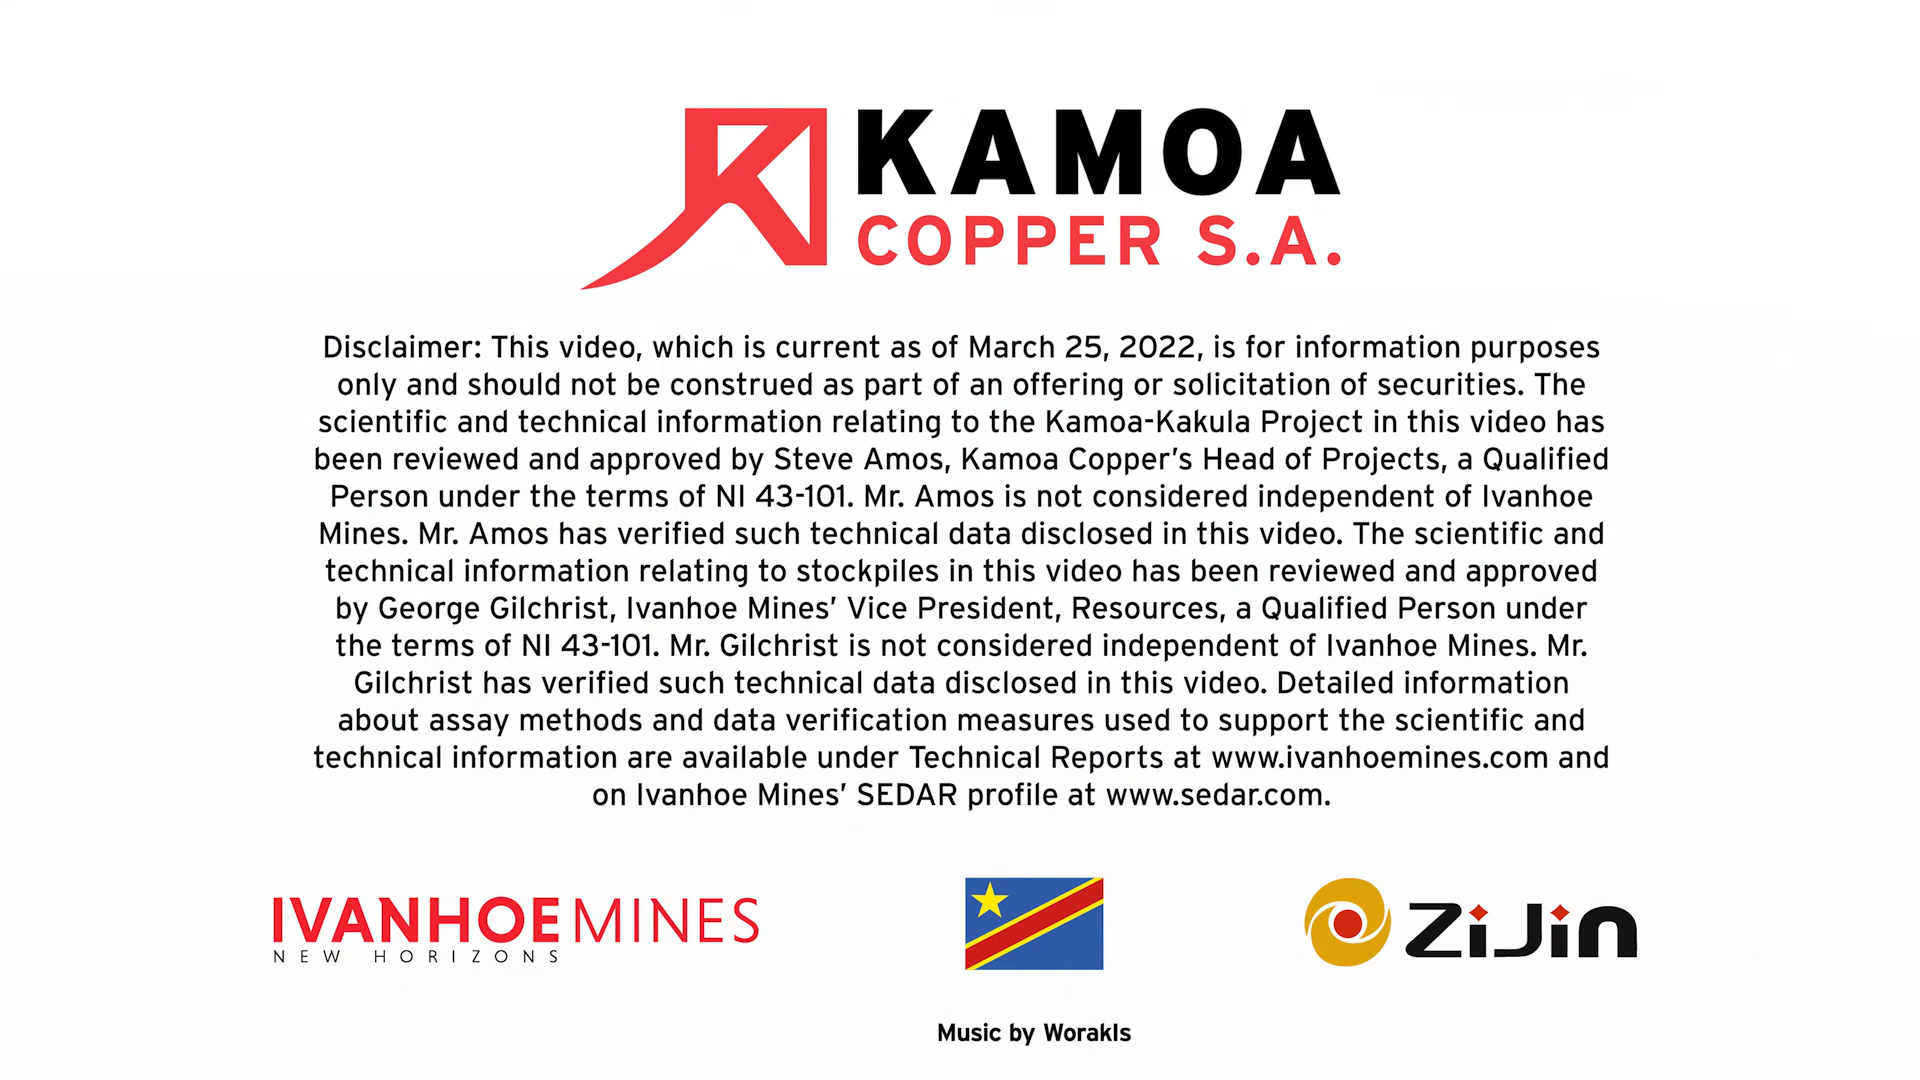 KAMOA
COPPER S.A.
Disclaimer: This video, which is current as of March 25, 2022, is for information purposes
only and should not be construed as part of an offering or solicitation of securities. The
scientific and technical information relating to the Kamoa-Kakula Project in this video has
been reviewed and approved by Steve Amos, Kamoa Copper's Head of Projects, a Qualified
Person under the terms of NI 43-101. Mr. Amos is not considered independent of Ivanhoe
Mines. Mr. Amos has verified such technical data disclosed in this video. The scientific and
technical information relating to stockpiles in this video has been reviewed and approved
by George Gilchrist, Ivanhoe Mines' Vice President, Resources, a Qualified Person under
the terms of NI 43-101. Mr. Gilchrist is not considered independent of Ivanhoe Mines. Mr.
Gilchrist has verified such technical data disclosed in this video. Detailed information
about assay methods and data verification measures used to support the scientific and
technical information are available under Technical Reports at www.ivanhoemines.com and
on Ivanhoe Mines' SEDAR profile at www.sedar.com.
IVANHOE MINES
NEW HORIZONS
ZiJin
Music by Worakls